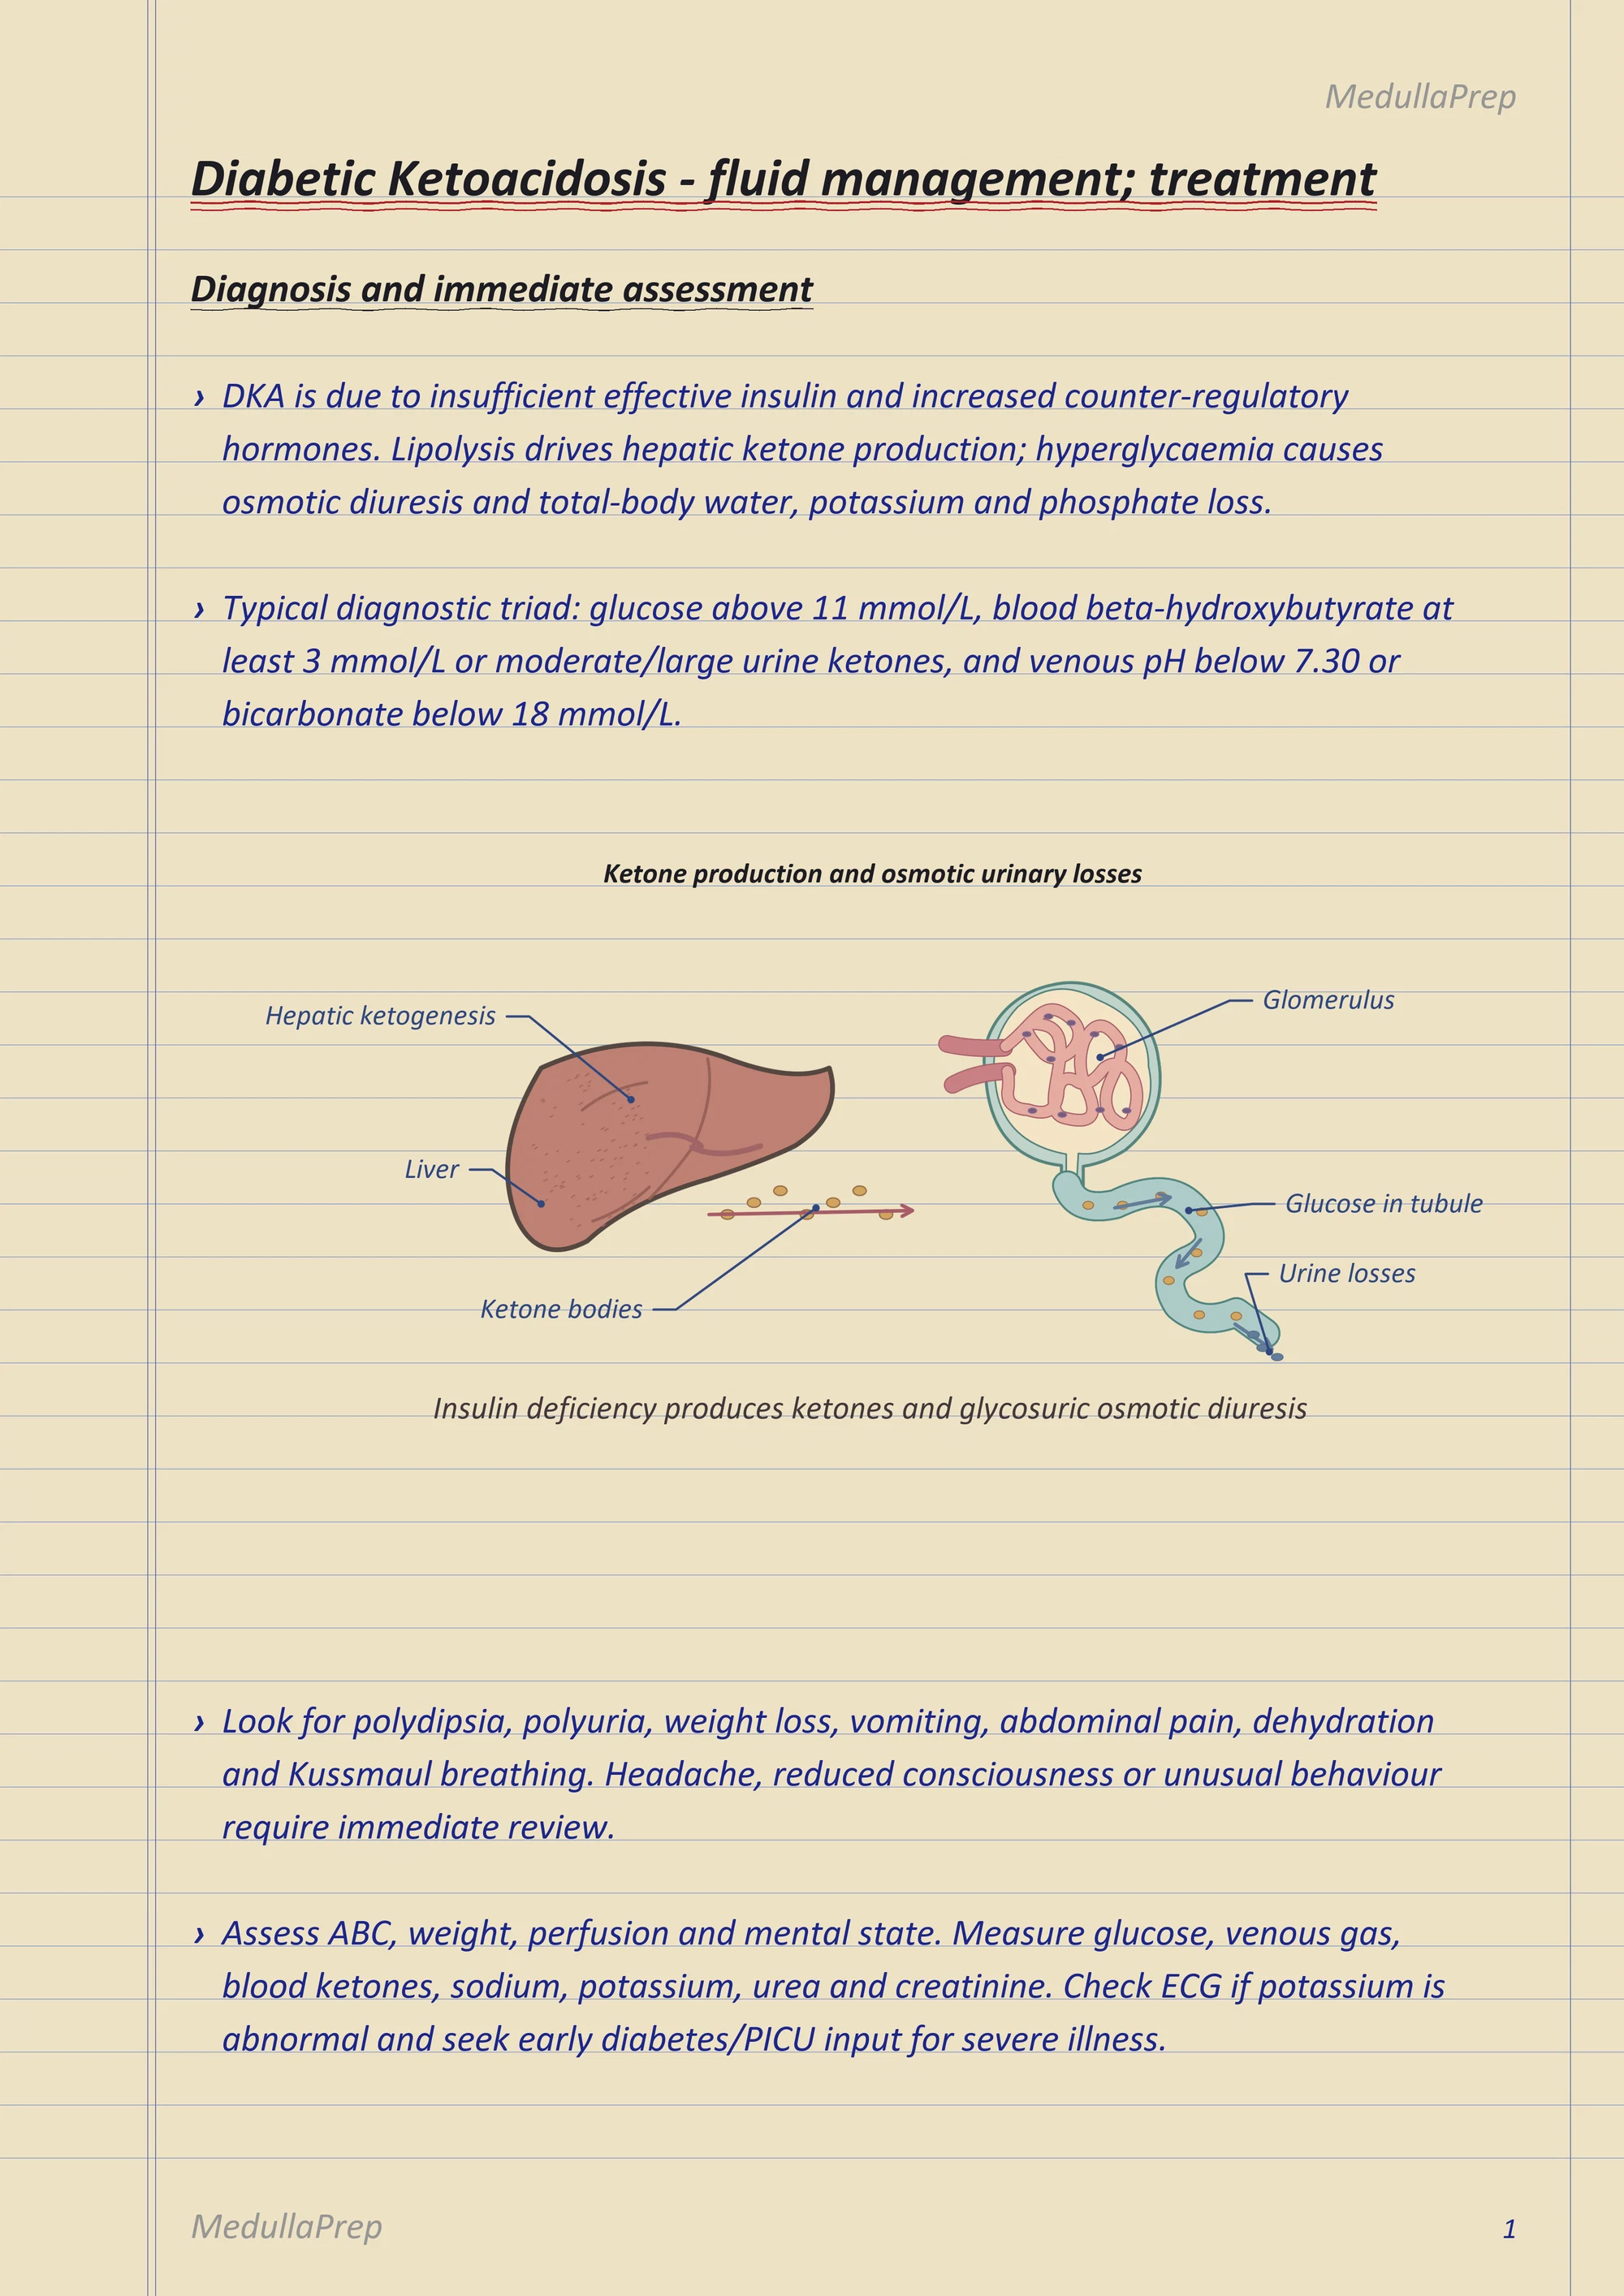 MedullaPrep
Diabetic Ketoacidosis - fluid management; treatment
Diagnosis and immediate assessment
› DKA is due to insufficient effective insulin and increased counter-regulatory
hormones. Lipolysis drives hepatic ketone production; hyperglycaemia causes
osmotic diuresis and total-body water, potassium and phosphate loss.
› Typical diagnostic triad: glucose above 11 mmol/L, blood beta-hydroxybutyrate at
least 3 mmol/L or moderate/large urine ketones, and venous pH below 7.30 or
bicarbonate below 18 mmol/L.
Ketone production and osmotic urinary losses
Hepatic ketogenesis
Glomerulus
Liver
Glucose in tubule
Urine losses
Ketone bodies
Insulin deficiency produces ketones and glycosuric osmotic diuresis
› Look for polydipsia, polyuria, weight loss, vomiting, abdominal pain, dehydration
and Kussmaul breathing. Headache, reduced consciousness or unusual behaviour
require immediate review.
› Assess ABC, weight, perfusion and mental state. Measure glucose, venous gas,
blood ketones, sodium, potassium, urea and creatinine. Check ECG if potassium is
abnormal and seek early diabetes/PICU input for severe illness.
MedullaPrep
1